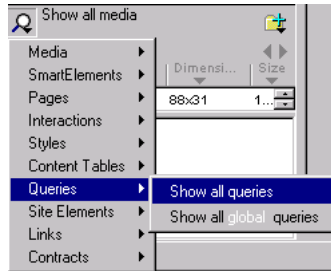 Show all media
Media
SmartElements
Pages
Interactions
Styles
Content Tables
Queries
Site Elements
Links
Contracts
Dimensi... Size
88x31 1...
Show all queries
Show all global queries